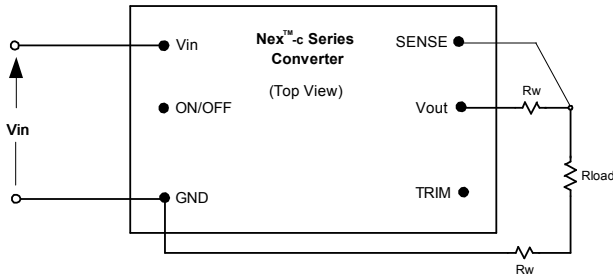 Nex™-c Series
Converter
(Top View)
Vin
ON/OFF
GND
SENSE
Vout
TRIM
Vin
Rw
Rload
Rw